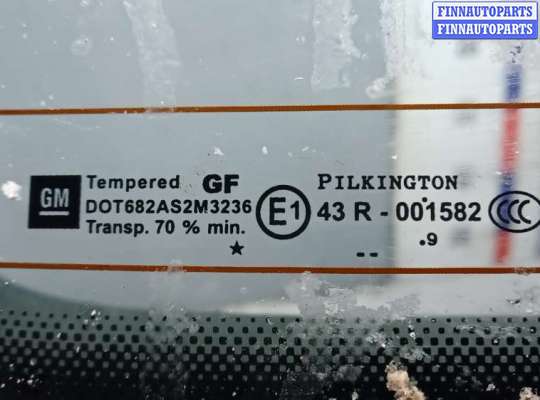 FINNAUTOPARTS
FINNAUTOPARTS
GM
Tempered GF
DOT682AS2M3236
Transp. 70 % min.
E1
PILKINGTON
43 R - 001582
.9
CCC